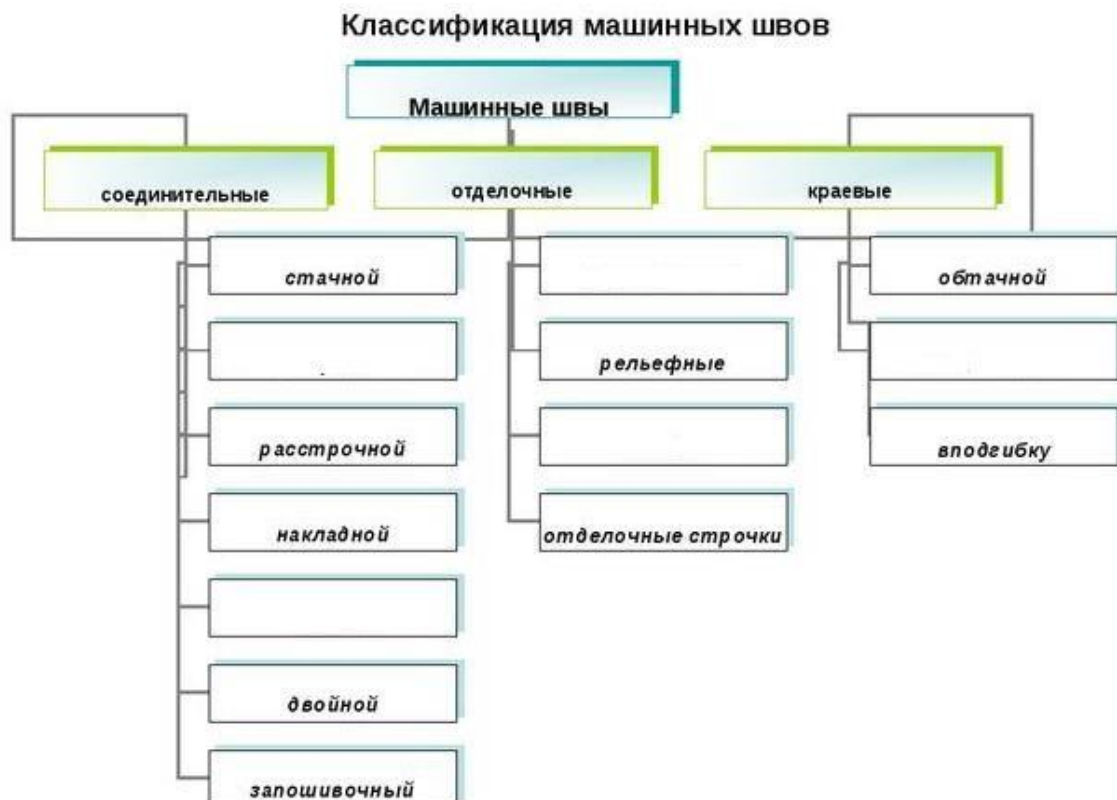 Классификация машинных швов
Машинные швы
соединительные
отделочные
краевые
стачной
обтачной
рельефные
расстрочной
вподгибку
накладной
отделочные строчки
двойной
запошивочный